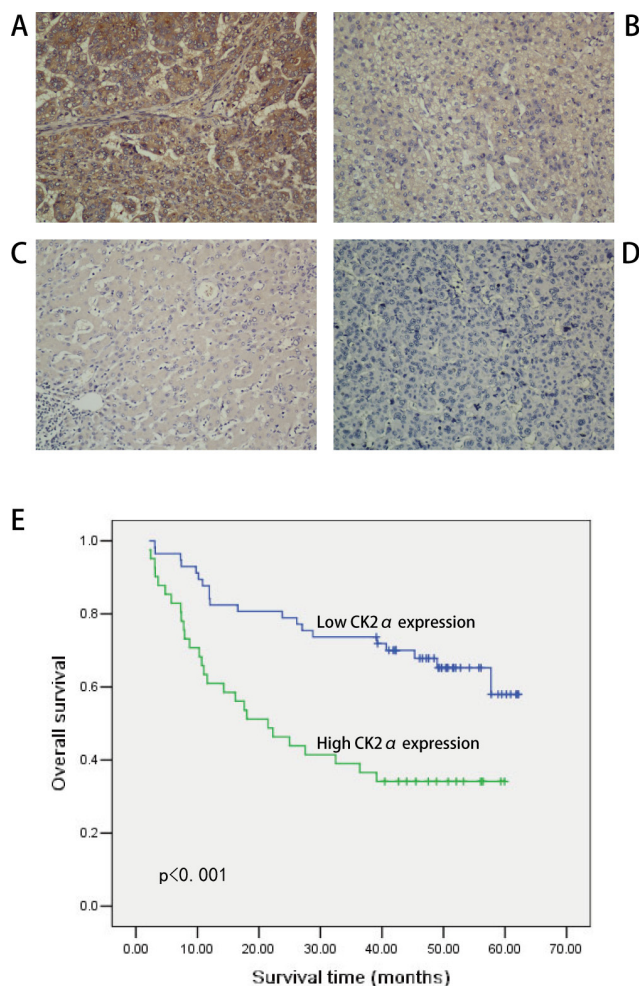 A
B
C
D
E
1.0
Low CK2α expression
0.8
0.6
High CK2α expression
0.4
0.2
p<0.001
0.0
Overall survival
0.00 10.00 20.00 30.00 40.00 50.00 60.00 70.00
Survival time (months)